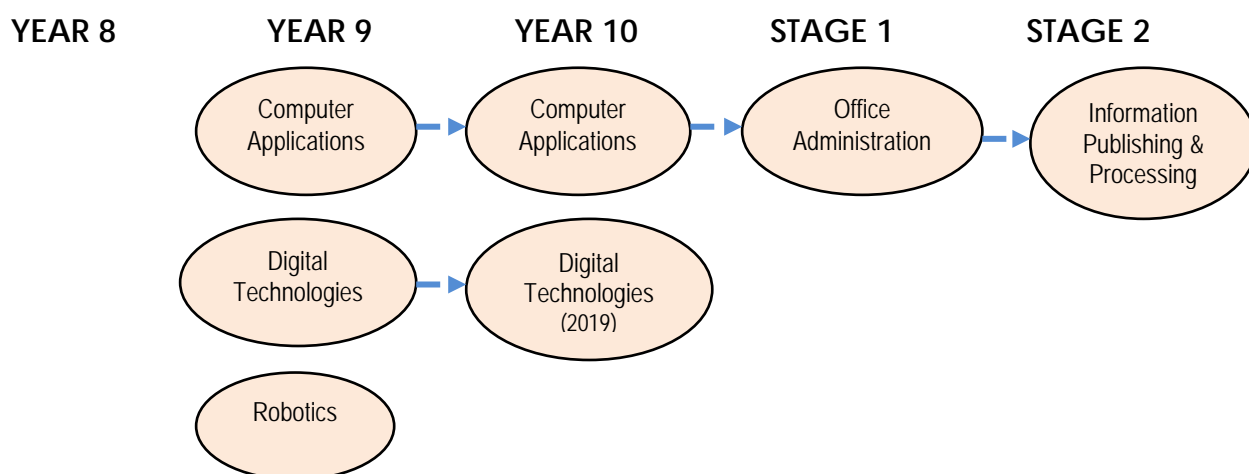 YEAR 8 YEAR 9 YEAR 10 STAGE 1 STAGE 2
Computer
Applications
Computer
Applications
Office
Administration
Information
Publishing &
Processing
Digital
Technologies
Digital
Technologies
(2019)
Robotics